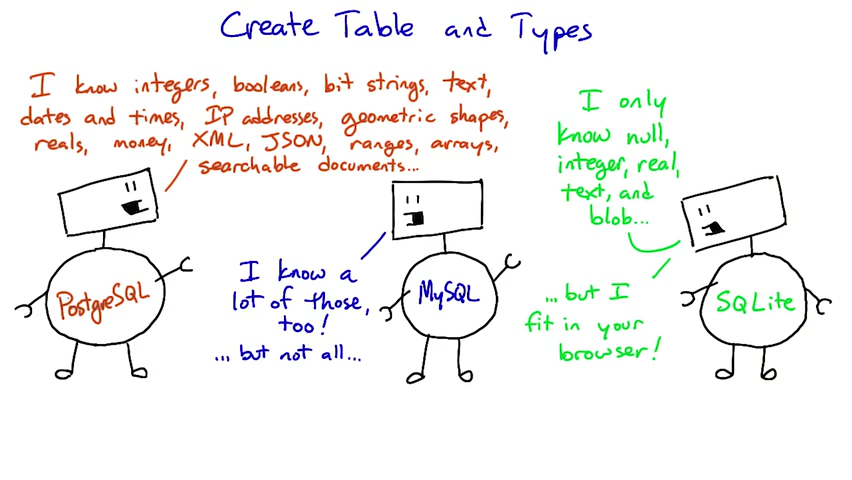 Create Table and Types
I know integers, booleans, bit strings, text,
dates and times, IP addresses, geometric shapes,
reals, money, XML, JSON, ranges, arrays,
searchable documents...
PostgreSQL
I know a
lot of those,
too!
... but not all...
MySQL
I only
know null,
integer, real,
text, and
blob...
... but I
fit in your
browser!
SQLite